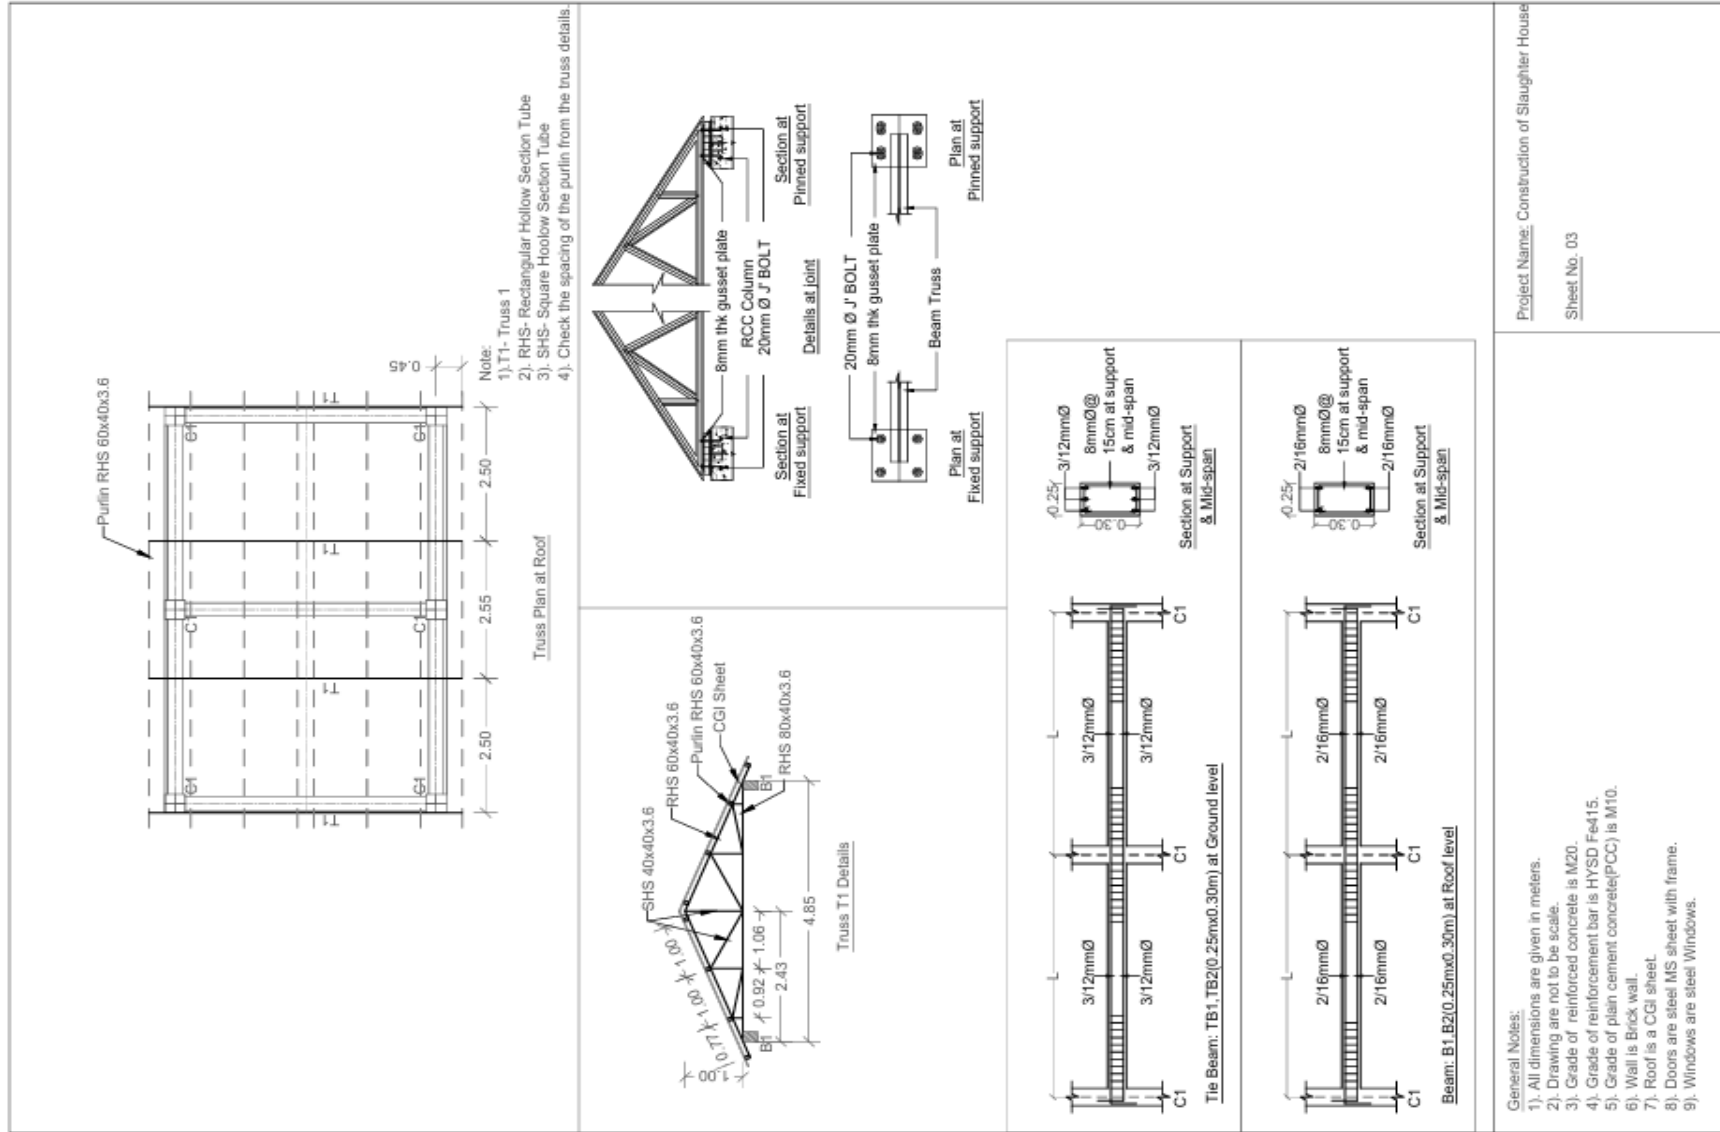 Purlin RHS 60x40x3.6
0.45
C1
C1
C1
C1
C1
C1
T1
T1
T1
T1
2.50
2.55
2.50
Truss Plan at Roof
Note:
1).T1- Truss 1
2). RHS- Rectangular Hollow Section Tube
3). SHS- Square Hoolow Section Tube
4). Check the spacing of the purlin from the truss details.
SHS 40x40x3.6
RHS 60x40x3.6
Purlin RHS 60x40x3.6
CGI Sheet
RHS 80x40x3.6
1.00
0.77
1.00
1.00
B1
B1
0.92
1.06
2.43
4.85
Truss T1 Details
8mm thk gusset plate
RCC Column
20mm Ø J' BOLT
Section at
Fixed support
Details at joint
Section at
Pinned support
20mm Ø J' BOLT
8mm thk gusset plate
Beam Truss
Plan at
Fixed support
Plan at
Pinned support
L
L
3/12mmØ
3/12mmØ
3/12mmØ
3/12mmØ
C1
C1
C1
Tie Beam: TB1,TB2(0.25mx0.30m) at Ground level
0.25
0.30
3/12mmØ
8mmØ@
15cm at support
& mid-span
3/12mmØ
Section at Support
& Mid-span
L
L
2/16mmØ
2/16mmØ
2/16mmØ
2/16mmØ
C1
C1
C1
Beam: B1,B2(0.25mx0.30m) at Roof level
0.25
0.30
2/16mmØ
8mmØ@
15cm at support
& mid-span
2/16mmØ
Section at Support
& Mid-span
General Notes:
1). All dimensions are given in meters.
2). Drawing are not to be scale.
3). Grade of reinforced concrete is M20.
4). Grade of reinforcement bar is HYSD Fe415.
5). Grade of plain cement concrete(PCC) is M10.
6). Wall is Brick wall.
7). Roof is a CGI sheet.
8). Doors are steel MS sheet with frame.
9). Windows are steel Windows.
Project Name: Construction of Slaughter House
Sheet No. 03